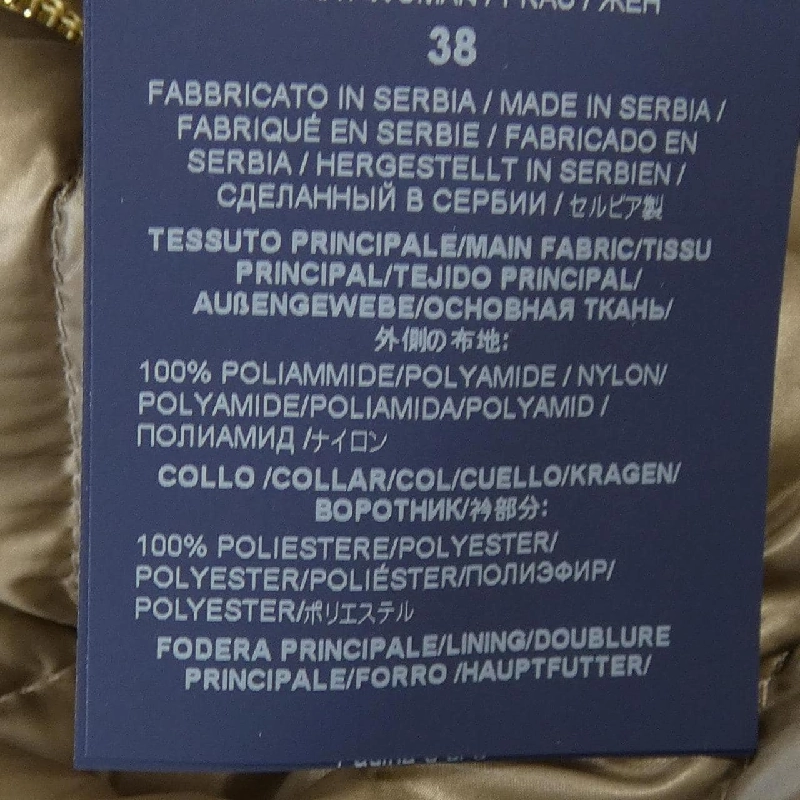 WOMAN / FRAU / ЖЕН
38
FABBRICATO IN SERBIA / MADE IN SERBIA /
FABRIQUÉ EN SERBIE / FABRICADO EN
SERBIA / HERGESTELLT IN SERBIEN /
СДЕЛАННЫЙ В СЕРБИИ / セルビア製
TESSUTO PRINCIPALE/MAIN FABRIC/TISSU
PRINCIPAL/TEJIDO PRINCIPAL/
AUßENGEWEBE/ОСНОВНАЯ ТКАНЬ/
外側の布地:
100% POLIAMMIDE/POLYAMIDE / NYLON/
POLYAMIDE/POLIAMIDA/POLYAMID /
ПОЛИАМИД /ナイロン
COLLO /COLLAR/COL/CUELLO/KRAGEN/
ВОРОТНИК/衿部分:
100% POLIESTERE/POLYESTER/
POLYESTER/POLIÉSTER/ПОЛИЭФИР/
POLYESTER/ポリエステル
FODERA PRINCIPALE/LINING/DOUBLURE
PRINCIPALE/FORRO /HAUPTFUTTER/